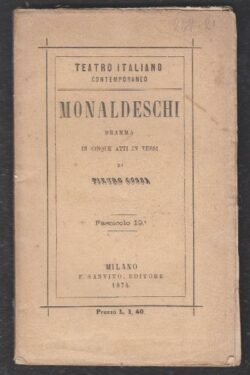 TEATRO ITALIANO
CONTEMPORANEO
MONALDESCHI
DRAMMA
IN CINQUE ATTI IN VERSI
DI
PIETRO COSSA
Fascicolo 19.°
MILANO
F. SANVITO, EDITORE
1874
Prezzo L. 1, 40